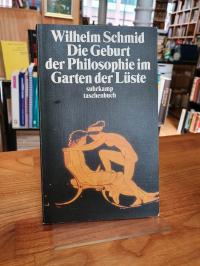 Wilhelm Schmid
Die Geburt
der Philosophie im
Garten der Lüste
suhrkamp
taschenbuch